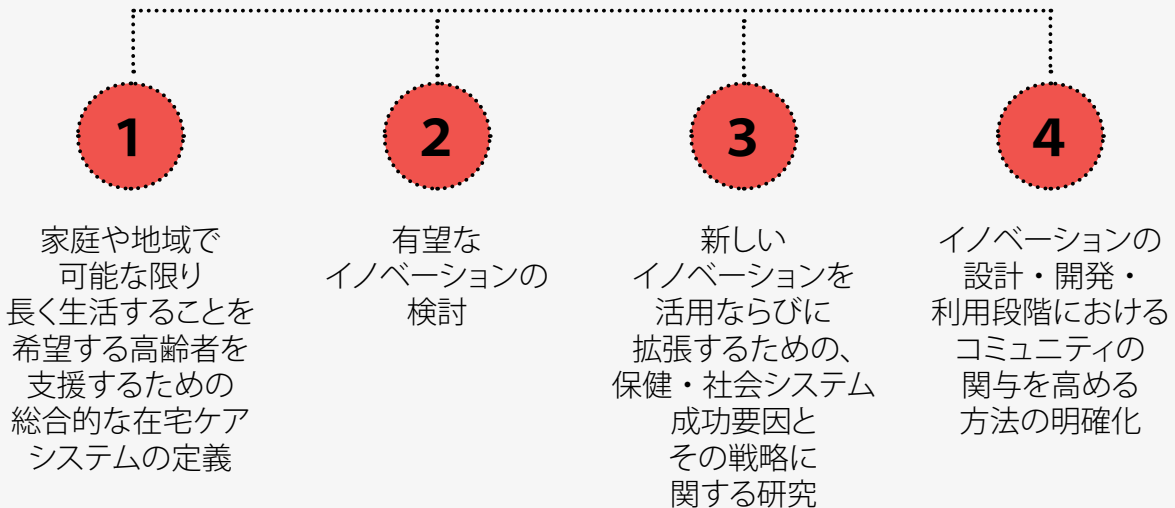 1
家庭や地域で
可能な限り
長く生活することを
希望する高齢者を
支援するための
総合的な在宅ケア
システムの定義
2
有望な
イノベーションの
検討
3
新しい
イノベーションを
活用ならびに
拡張するための、
保健・社会システム
成功要因と
その戦略に
関する研究
4
イノベーションの
設計・開発・
利用段階における
コミュニティの
関与を高める
方法の明確化